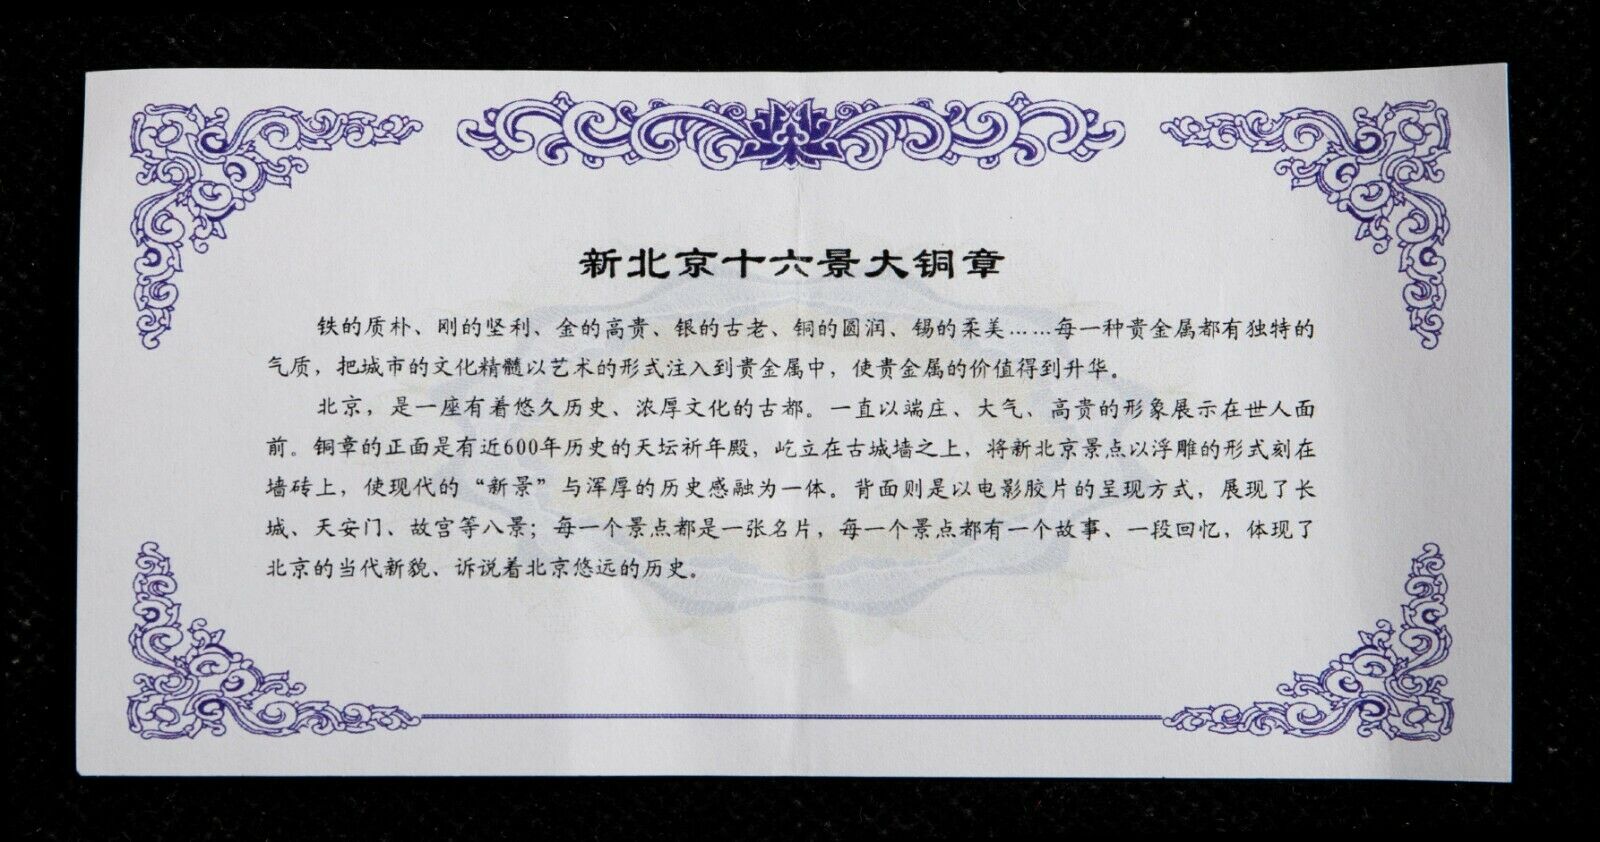 新北京十六景大铜章
铁的质朴、刚的坚利、金的高贵、银的古老、铜的圆润、锡的柔美……每一种贵金属都有独特的
气质，把城市的文化精髓以艺术的形式注入到贵金属中，使贵金属的价值得到升华。
北京，是一座有着悠久历史、浓厚文化的古都。一直以端庄、大气、高贵的形象展示在世人面
前。铜章的正面是有近600年历史的天坛祈年殿，屹立在古城墙之上，将新北京景点以浮雕的形式刻在
墙砖上，使现代的“新景”与浑厚的历史感融为一体。背面则是以电影胶片的呈现方式，展现了长
城、天安门、故宫等八景；每一个景点都是一张名片，每一个景点都有一个故事、一段回忆，体现了
北京的当代新貌、诉说着北京悠远的历史。